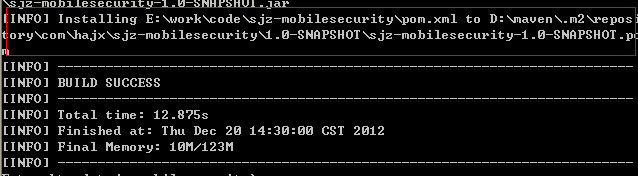 \sjz-mobilesecurity-1.0-SNAPSHOT.jar
[INFO] Installing E:\work\code\sjz-mobilesecurity\pom.xml to D:\maven\.m2\reposi
tory\com\hajx\sjz-mobilesecurity\1.0-SNAPSHOT\sjz-mobilesecurity-1.0-SNAPSHOT.po
m
[INFO] ------------------------------------------------------------------------
[INFO] BUILD SUCCESS
[INFO] ------------------------------------------------------------------------
[INFO] Total time: 12.875s
[INFO] Finished at: Thu Dec 20 14:30:00 CST 2012
[INFO] Final Memory: 10M/123M
[INFO] ------------------------------------------------------------------------